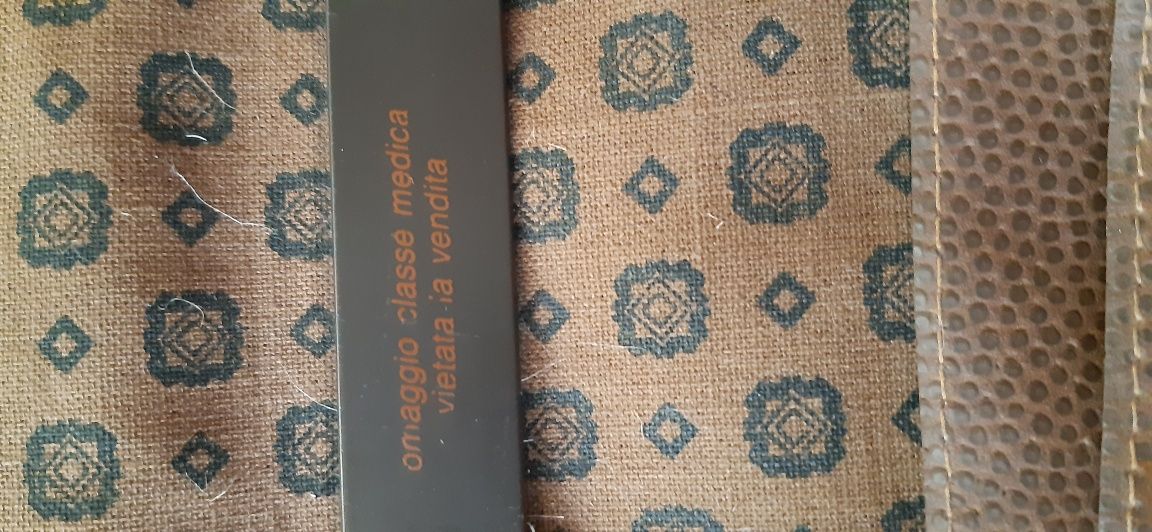 omaggio classe medica
vietata la vendita